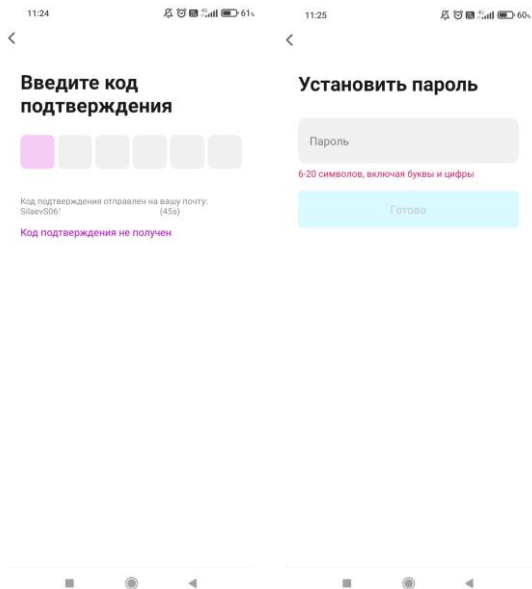 11:24
61%
Введите код
подтверждения
Код подтверждения отправлен на вашу почту:
SilaevS06
(45s)
Код подтверждения не получен
11:25
60%
Установить пароль
Пароль
6-20 символов, включая буквы и цифры
Готово